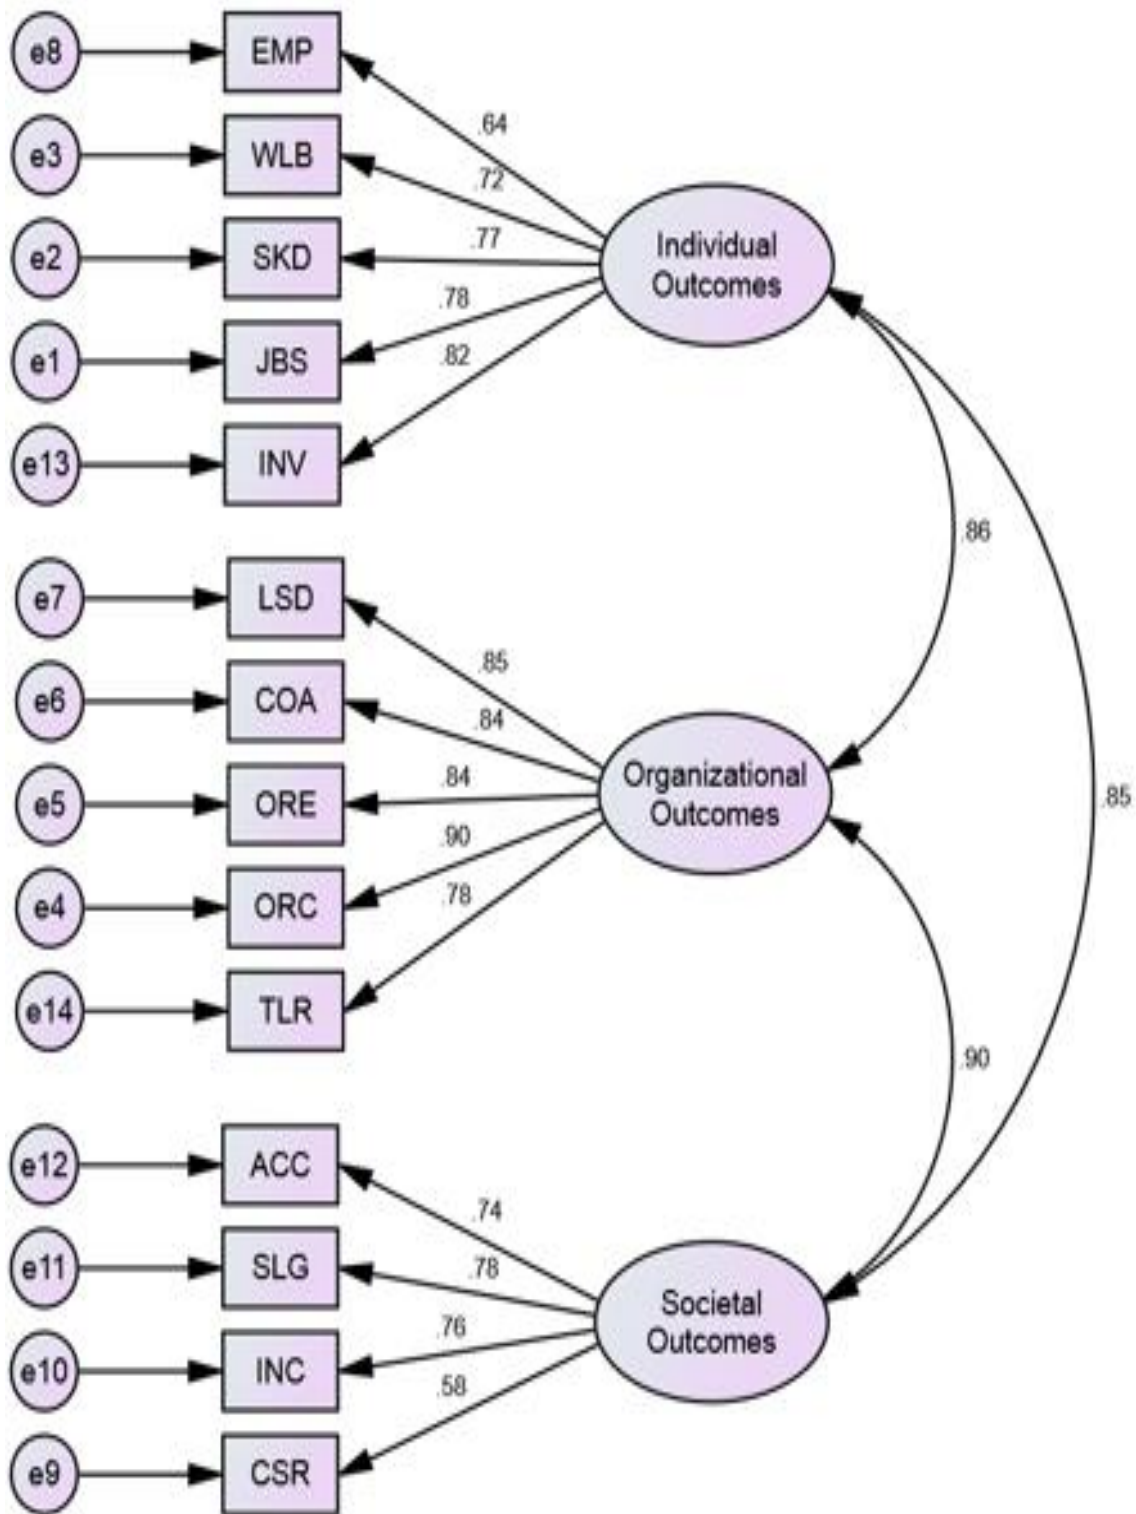 e8
EMP
.64
e3
WLB
.72
e2
SKD
.77
e1
JBS
.78
e13
INV
.82
Individual
Outcomes
.86
e7
LSD
.85
e6
COA
.84
e5
ORE
.84
e4
ORC
.90
e14
TLR
.78
Organizational
Outcomes
.85
.90
e12
ACC
.74
e11
SLG
.78
e10
INC
.76
e9
CSR
.58
Societal
Outcomes